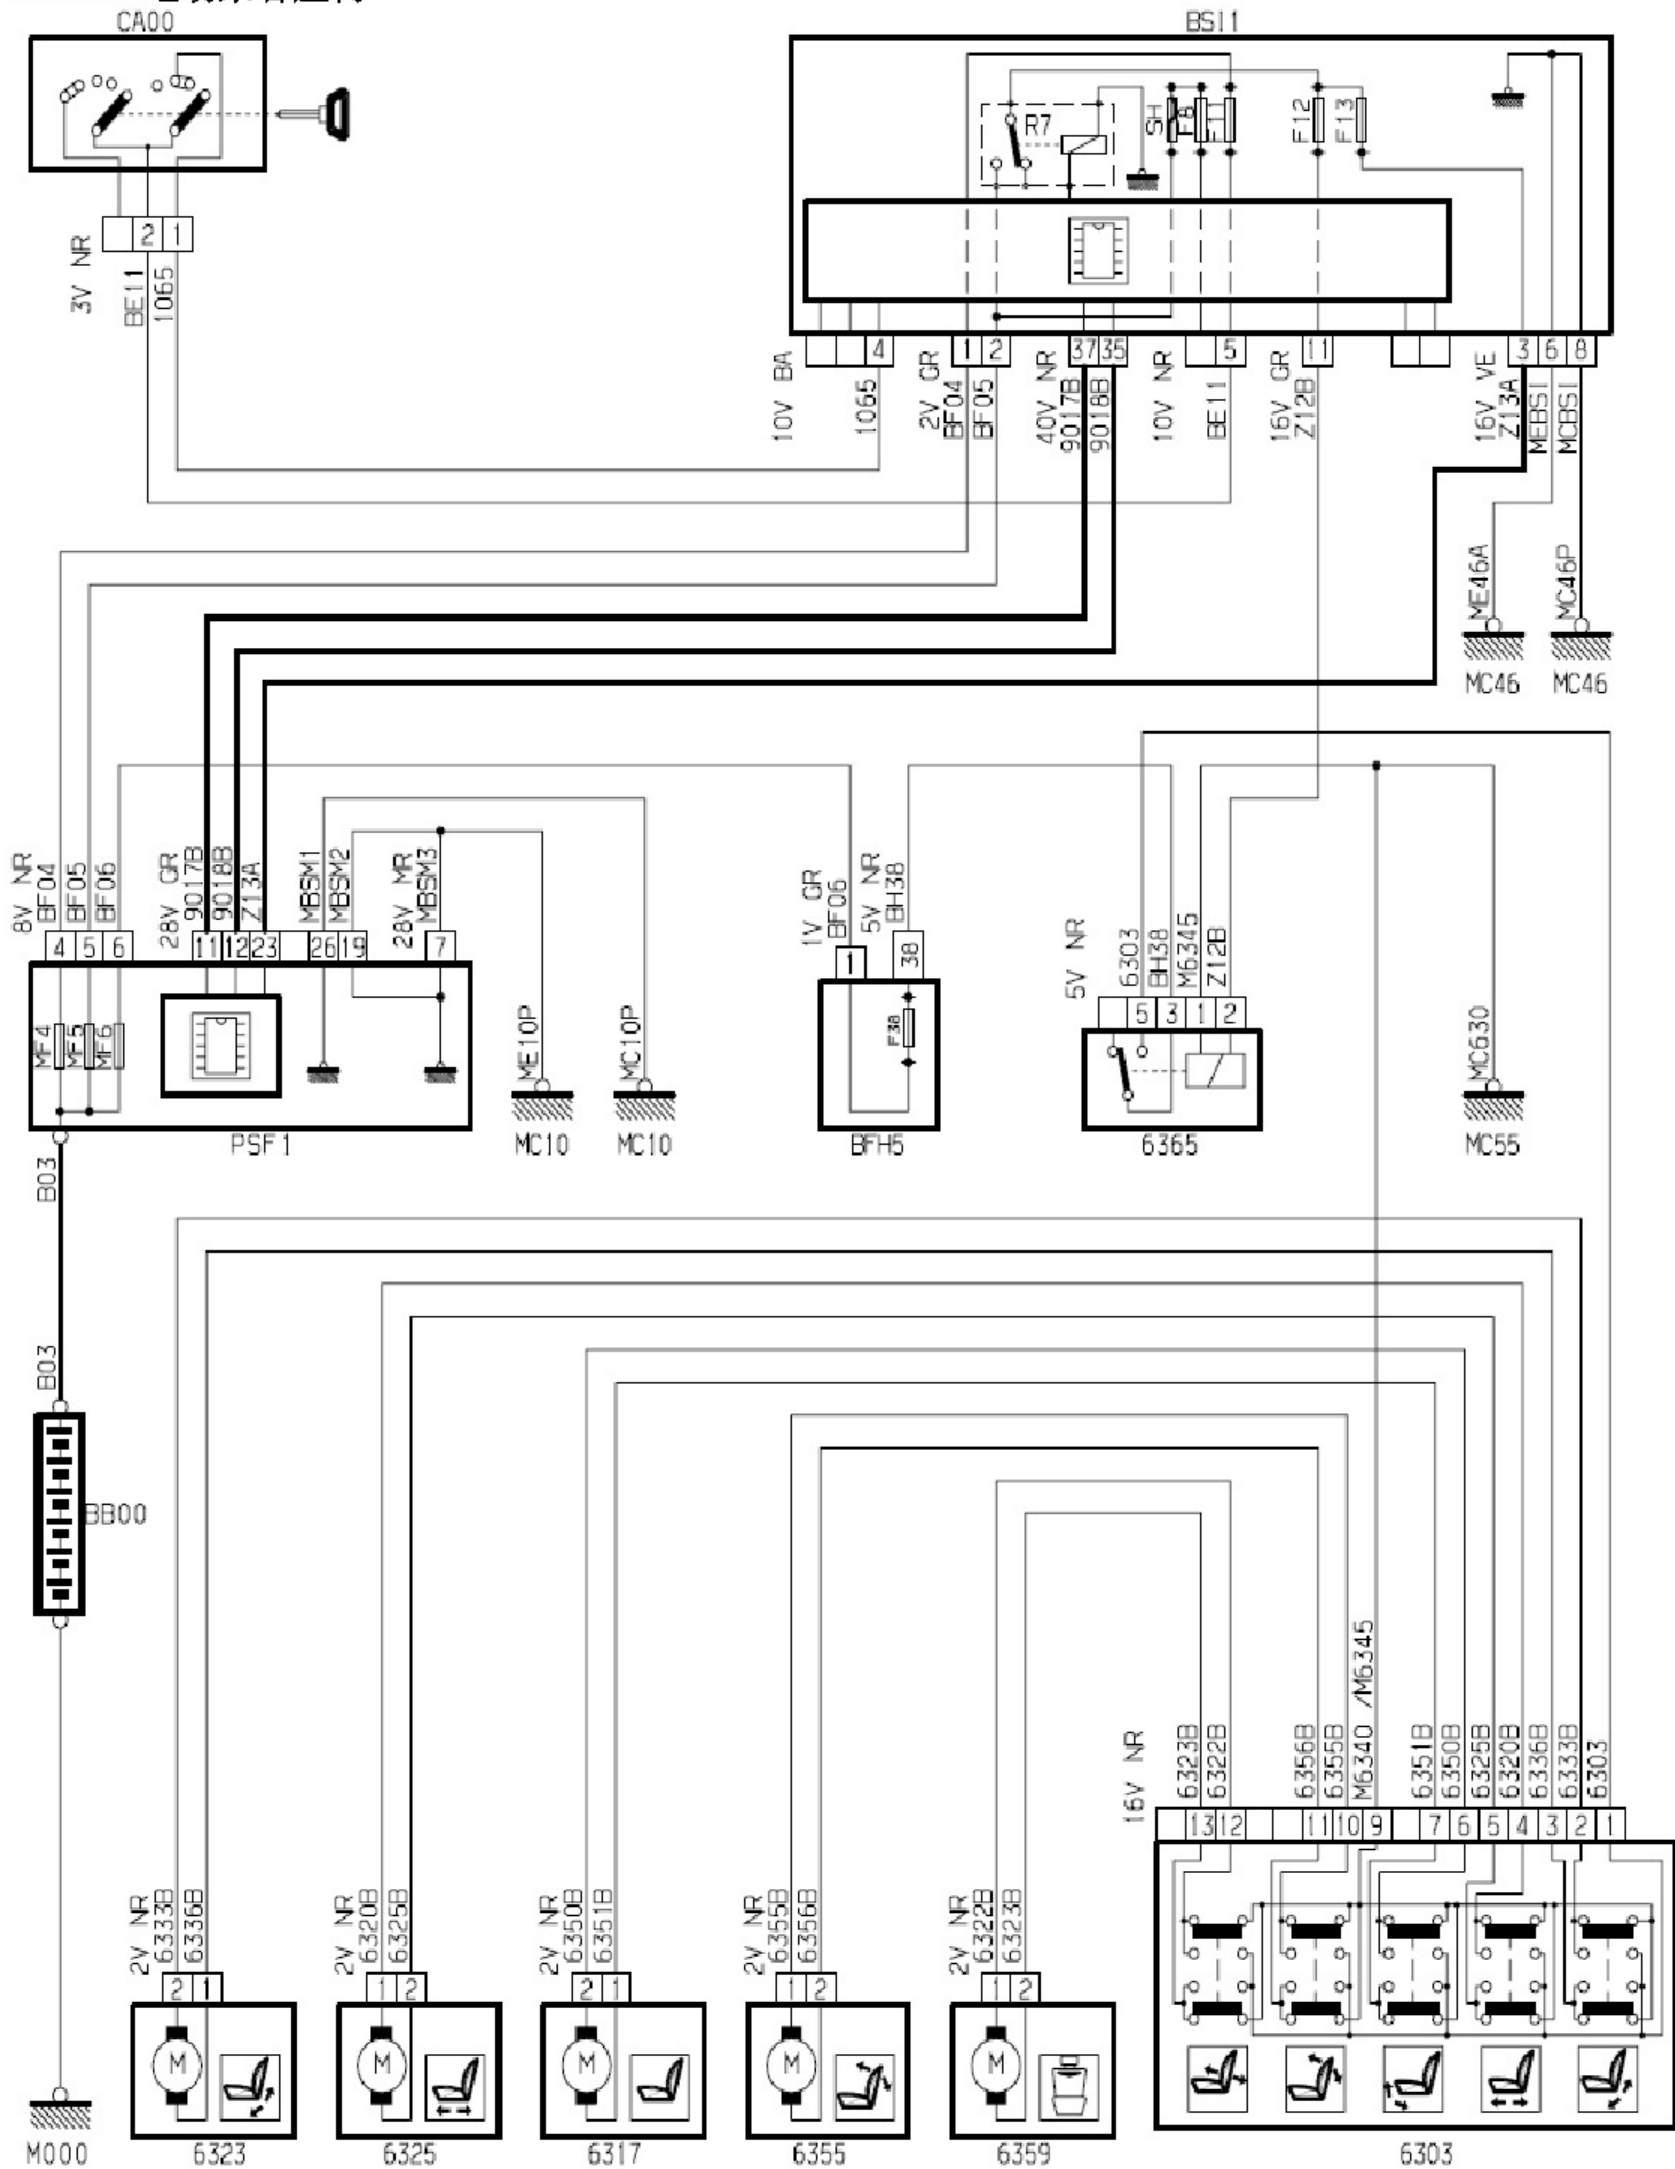 CA00
BSI1
R7
SH
F8
F11
F12
F13
2 1
3V NR
BE11
1065
4 1 2 37 35 5 11 3 6 8
10V BA
1065
2V GR
BF04
BF05
40V NR
9017B
9018B
10V NR
BE11
16V GR
Z12B
16V VE
Z13A
MEBSI
MCBSI
ME46A
MC46P
MC46 MC46
8V NR
BF04
BF05
BF06
28V GR
9017B
9018B
Z13A
MBSM1
MBSM2
28V MR
MBSM3
1V GR
BF06
5V NR
BH38
5V NR
6303
BH38
M6345
Z12B
4 5 6 11 12 23 26 19 7
1 38
5 3 1 2
MF4
MF5
MF6
ME10P
MC10P
F38
MC630
PSF1 MC10 MC10 BFH5 6365 MC55
B03
B03
BB00
16V NR
6323B
6322B
6356B
6355B
M6340 /M6345
6351B
6350B
6325B
6320B
6336B
6333B
6303
13 12 11 10 9 7 6 5 4 3 2 1
2V NR
6333B
6336B
2V NR
6320B
6325B
2V NR
6350B
6351B
2V NR
6355B
6356B
2V NR
6322B
6323B
2 1 1 2 2 1 1 2 1 2
M M M M M
M000 6323 6325 6317 6355 6359 6303